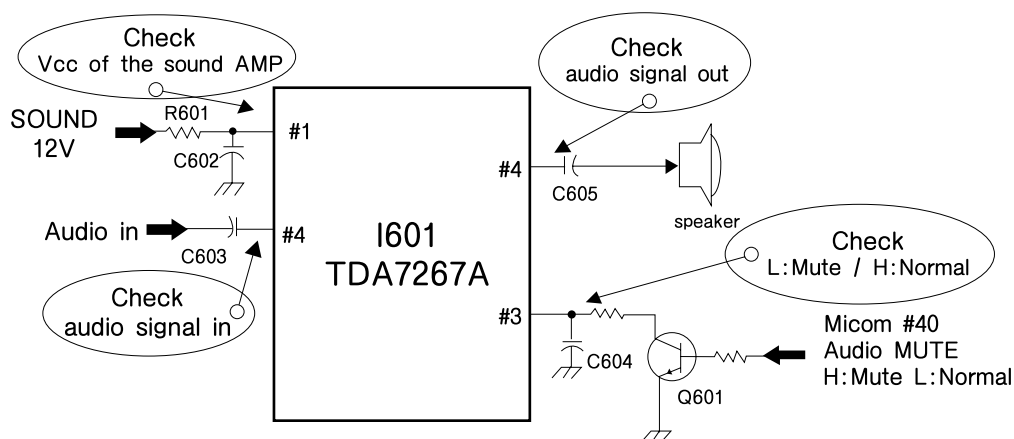 Check
Vcc of the sound AMP
SOUND
12V
R601
C602
#1
Audio in
C603
#4
Check
audio signal in
I601
TDA7267A
Check
audio signal out
#4
C605
speaker
Check
L:Mute / H:Normal
#3
C604
Q601
Micom #40
Audio MUTE
H:Mute L:Normal